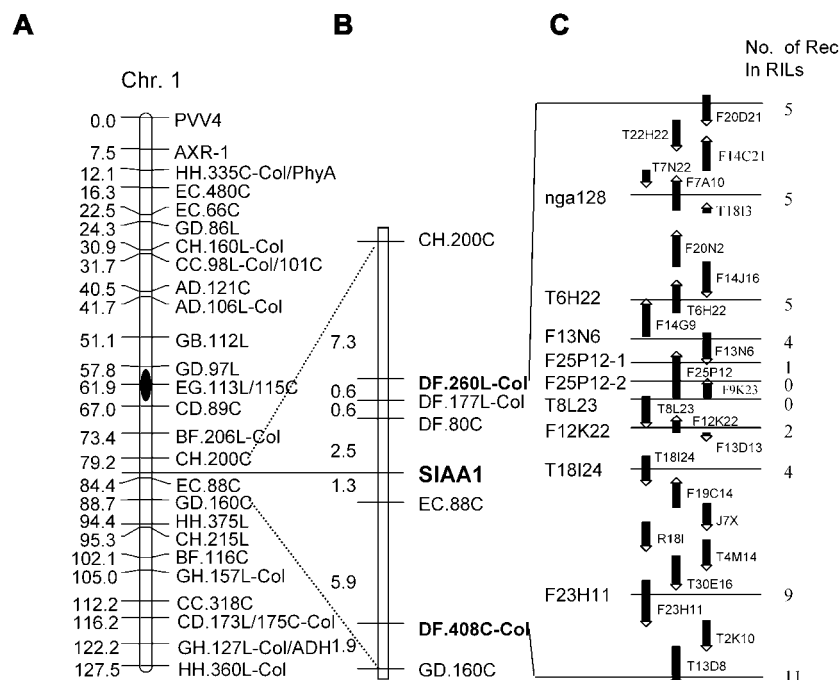 A
B
C
No. of Rec
In RILs
Chr. 1
0.0 PVV4
7.5 AXR-1
12.1 HH.335C-Col/PhyA
16.3 EC.480C
22.5 EC.66C
24.3 GD.86L
30.9 CH.160L-Col
31.7 CC.98L-Col/101C
40.5 AD.121C
41.7 AD.106L-Col
51.1 GB.112L
57.8 GD.97L
61.9 EG.113L/115C
67.0 CD.89C
73.4 BF.206L-Col
79.2 CH.200C
84.4 EC.88C
88.7 GD.160C
94.4 HH.375L
95.3 CH.215L
102.1 BF.116C
105.0 GH.157L-Col
112.2 CC.318C
116.2 CD.173L/175C-Col
122.2 GH.127L-Col/ADH
127.5 HH.360L-Col
CH.200C
7.3
DF.260L-Col
0.6
DF.177L-Col
0.6
DF.80C
2.5
SIAA1
1.3
EC.88C
5.9
DF.408C-Col
1.9
GD.160C
5
F20D21
T22H22
F14C21
T7N22
F7A10
nga128
5
T18I3
F20N2
F14J16
T6H22
5
T6H22
F14G9
F13N6
4
F13N6
F25P12-1
1
F25P12
F25P12-2
0
F9K23
T8L23
0
T8L23
F12K22
F12K22
2
F13D13
T18I24
T18I24
4
F19C14
J7X
R18I
T4M14
T30E16
F23H11
9
F23H11
T2K10
T13D8
11